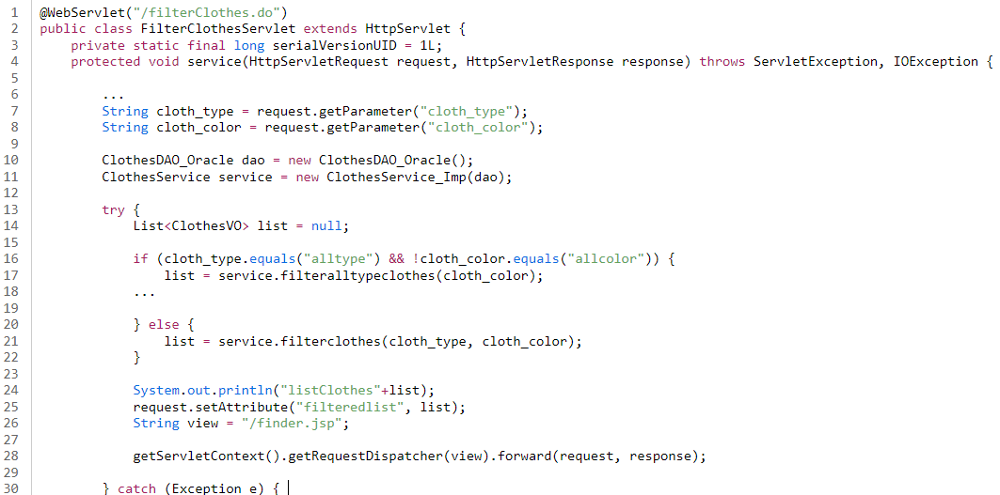 1 @WebServlet("/filterClothes.do")
2 public class FilterClothesServlet extends HttpServlet {
3     private static final long serialVersionUID = 1L;
4     protected void service(HttpServletRequest request, HttpServletResponse response) throws ServletException, IOException {
5
6         ...
7         String cloth_type = request.getParameter("cloth_type");
8         String cloth_color = request.getParameter("cloth_color");
9
10         ClothesDAO_Oracle dao = new ClothesDAO_Oracle();
11         ClothesService service = new ClothesService_Imp(dao);
12
13         try {
14             List<ClothesVO> list = null;
15
16             if (cloth_type.equals("alltype") && !cloth_color.equals("allcolor")) {
17                 list = service.filteralltypeclothes(cloth_color);
18             ...
19
20             } else {
21                 list = service.filterclothes(cloth_type, cloth_color);
22             }
23
24             System.out.println("listClothes"+list);
25             request.setAttribute("filteredlist", list);
26             String view = "/finder.jsp";
27
28             getServletContext().getRequestDispatcher(view).forward(request, response);
29
30         } catch (Exception e) {